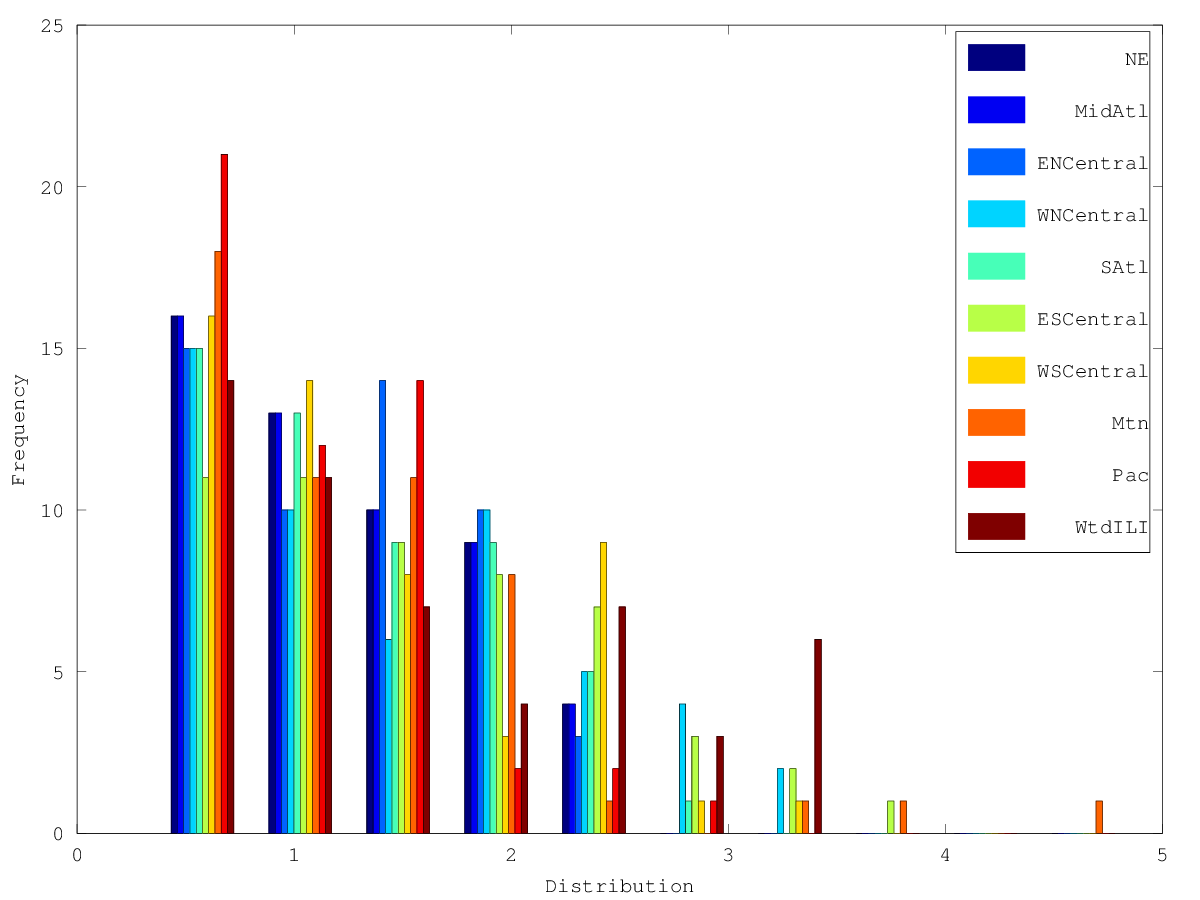 25
20
15
10
5
0
Frequency
0 1 2 3 4 5
Distribution
NE
MidAtl
ENCentral
WNCentral
SAtl
ESCentral
WSCentral
Mtn
Pac
WtdILI